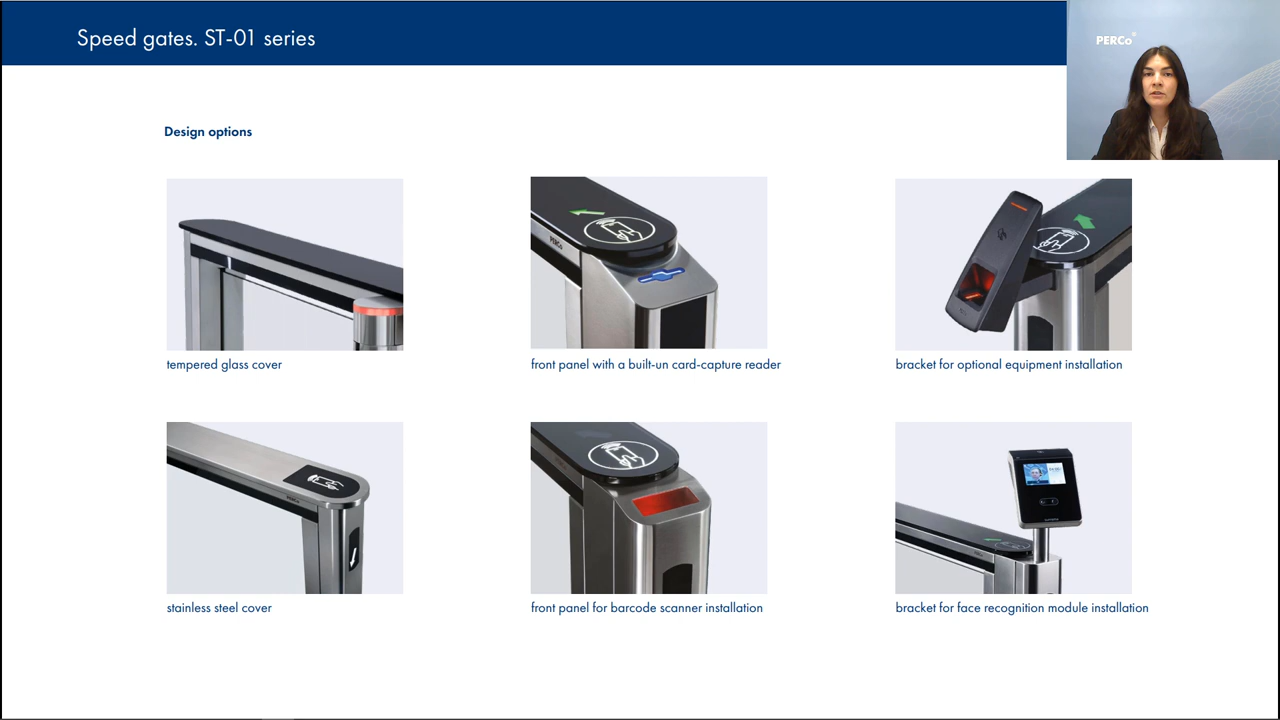 Speed gates. ST-01 series
PERCo®
Design options
PERCo
tempered glass cover
front panel with a built-un card-capture reader
bracket for optional equipment installation
PERCo
stainless steel cover
front panel for barcode scanner installation
bracket for face recognition module installation